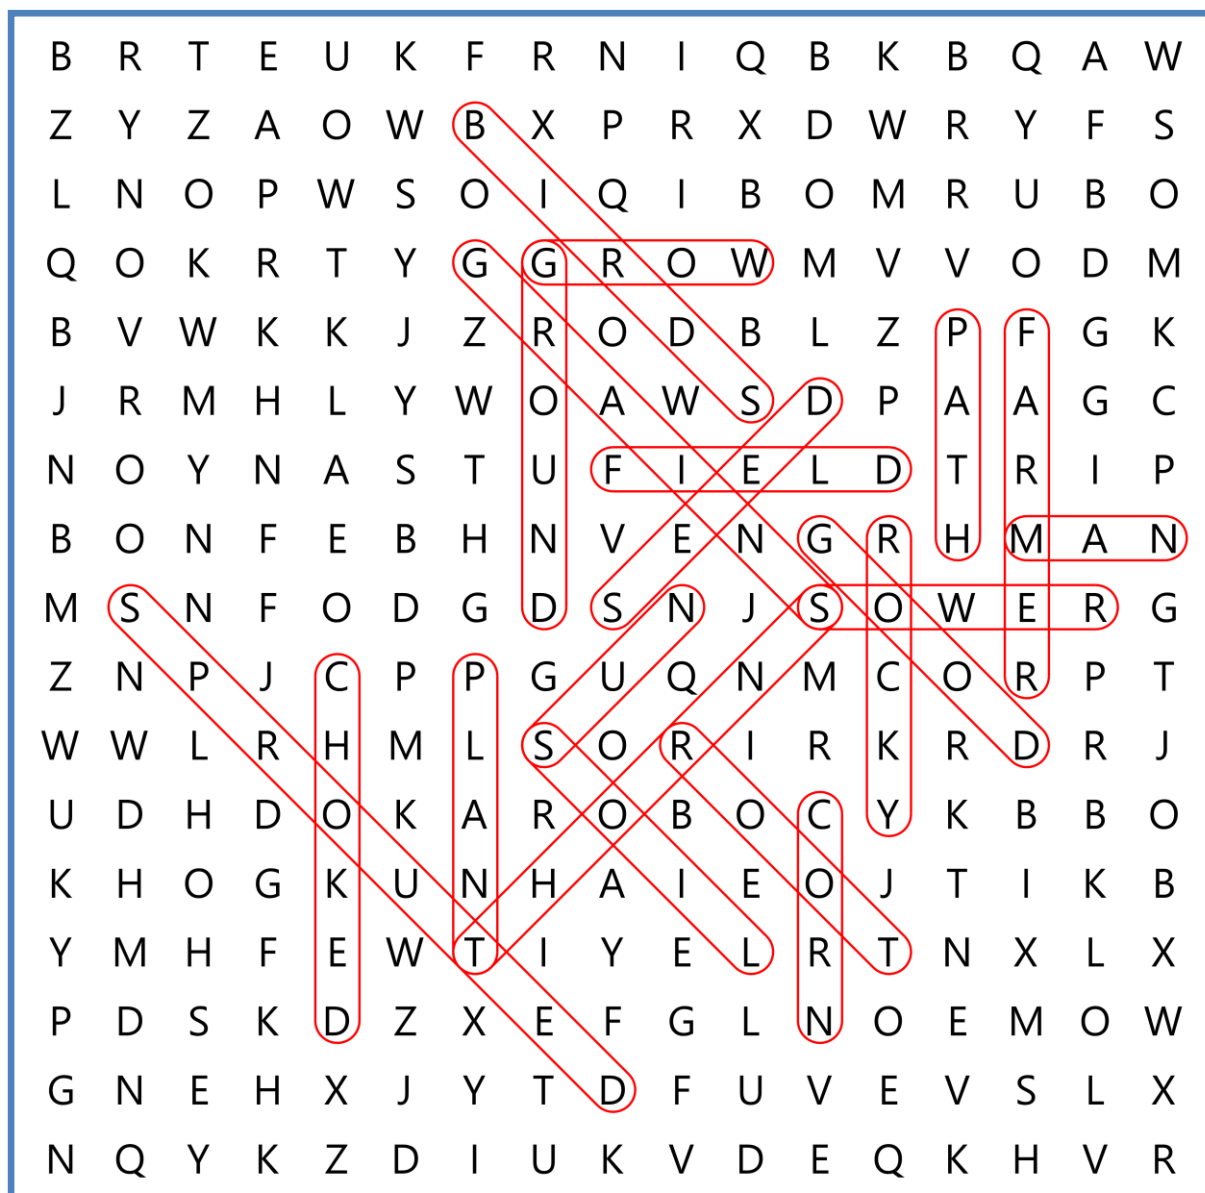 B R T E U K F R N I Q B K B Q A W
Z Y Z A O W B X P R X D W R Y F S
L N O P W S O I Q I B O M R U B O
Q O K R T Y G G R O W M V V O D M
B V W K K J Z R O D B L Z P F G K
J R M H L Y W O A W S D P A A G C
N O Y N A S T U F I E L D T R I P
B O N F E B H N V E N G R H M A N
M S N F O D G D S N J S O W E R G
Z N P J C P P G U Q N M C O R P T
W W L R H M L S O R I R K R D R J
U D H D O K A R O B O C Y K B B O
K H O G K U N H A I E O J T I K B
Y M H F E W T I Y E L R T N X L X
P D S K D Z X E F G L N O E M O W
G N E H X J Y T D F U V E V S L X
N Q Y K Z D I U K V D E Q K H V R